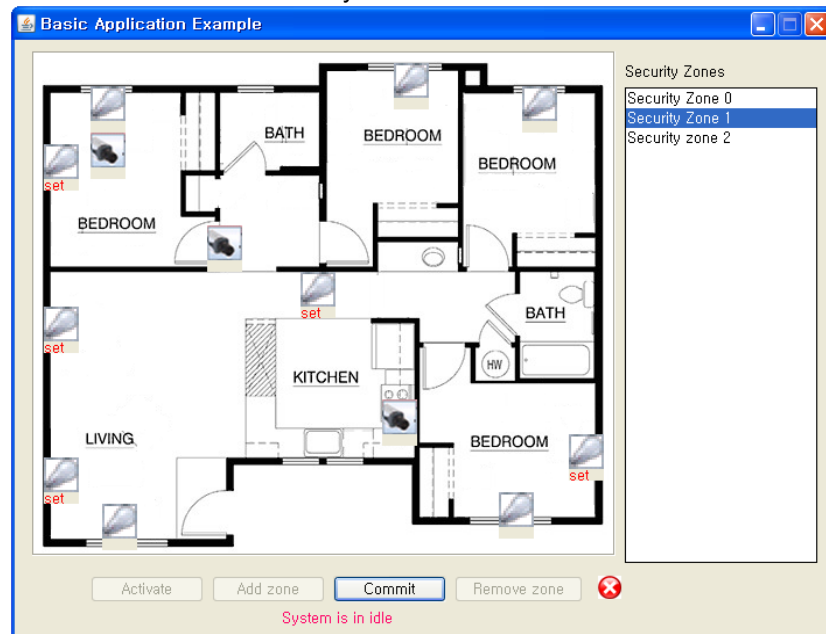 Basic Application Example
Security Zones
Security Zone 0
Security Zone 1
Security zone 2
BATH
BEDROOM
BEDROOM
set
BEDROOM
set
BATH
set
HW
KITCHEN
LIVING
BEDROOM
set
set
Activate
Add zone
Commit
Remove zone
System is in idle